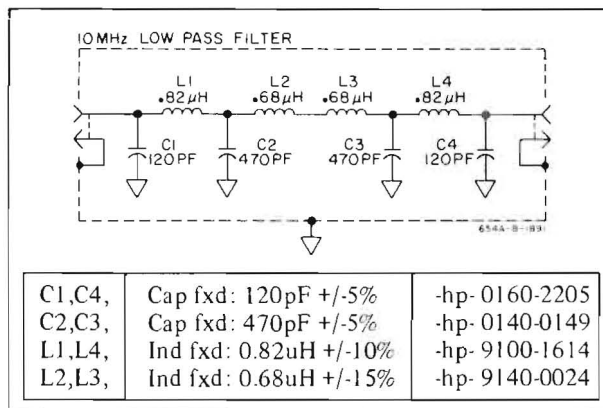 10MHz LOW PASS FILTER
L1 L2 L3 L4
.82μH .68μH .68μH .82μH
C1 C2 C3 C4
120PF 470PF 470PF 120PF
654A-B-1891
C1,C4, Cap fxd: 120pF +/-5% -hp- 0160-2205
C2,C3, Cap fxd: 470pF +/-5% -hp- 0140-0149
L1,L4, Ind fxd: 0.82uH +/-10% -hp- 9100-1614
L2,L3, Ind fxd: 0.68uH +/-15% -hp- 9140-0024